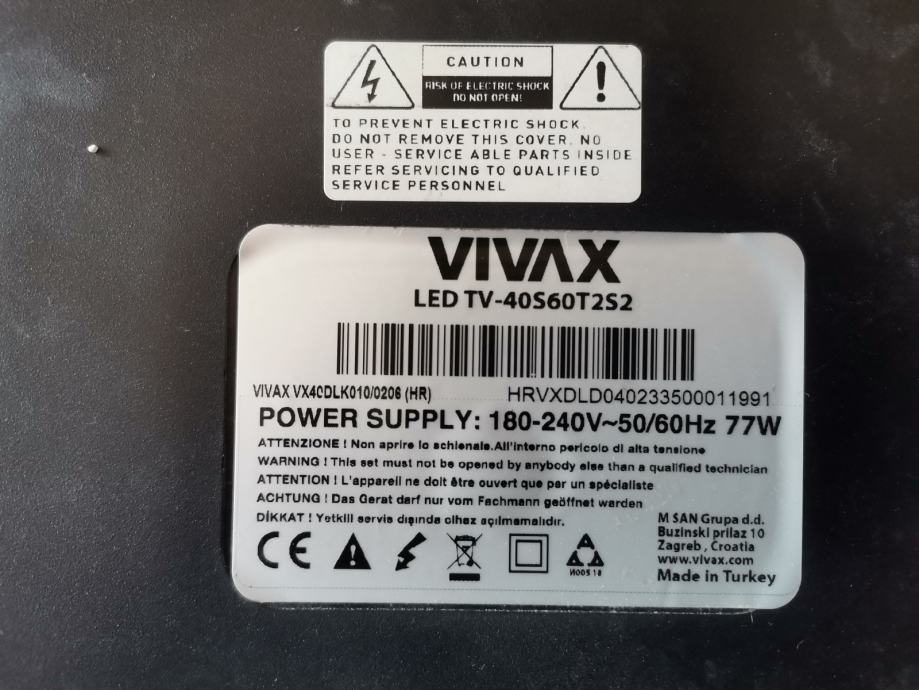 CAUTION
RISK OF ELECTRIC SHOCK
DO NOT OPEN!
TO PREVENT ELECTRIC SHOCK,
DO NOT REMOVE THIS COVER, NO
USER - SERVICE ABLE PARTS INSIDE
REFER SERVICING TO QUALIFIED
SERVICE PERSONNEL
VIVAX
LED TV-40S60T2S2
VIVAX VX40DLK010/0206 (HR)
HRVXDLD040233500011991
POWER SUPPLY: 180-240V~50/60Hz 77W
ATTENZIONE ! Non aprire lo schienale.All'interno pericolo di alta tensione
WARNING ! This set must not be opened by anybody else than a qualified technician
ATTENTION ! L'appareil ne doit être ouvert que par un spécialiste
ACHTUNG ! Das Gerat darf nur vom Fachmann geöffnet warden
DİKKAT ! Yetkili servis dışında cihaz açılmamalıdır.
M SAN Grupa d.d.
Buzinski prilaz 10
Zagreb , Croatia
www.vivax.com
Made in Turkey
CE